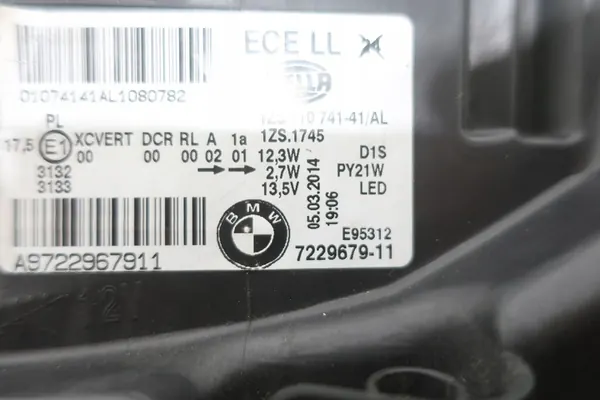 ECE LL
01074141AL1080782
741-41/AL
PL
17,5 E1 XCVERT DCR RL A 1a 1ZS.1745
00 00 00 02 01 12,3W D1S
3132 2,7W PY21W
3133 13,5V LED
05.03.2014
19:06
BMW
E95312
A9722967911 7229679-11